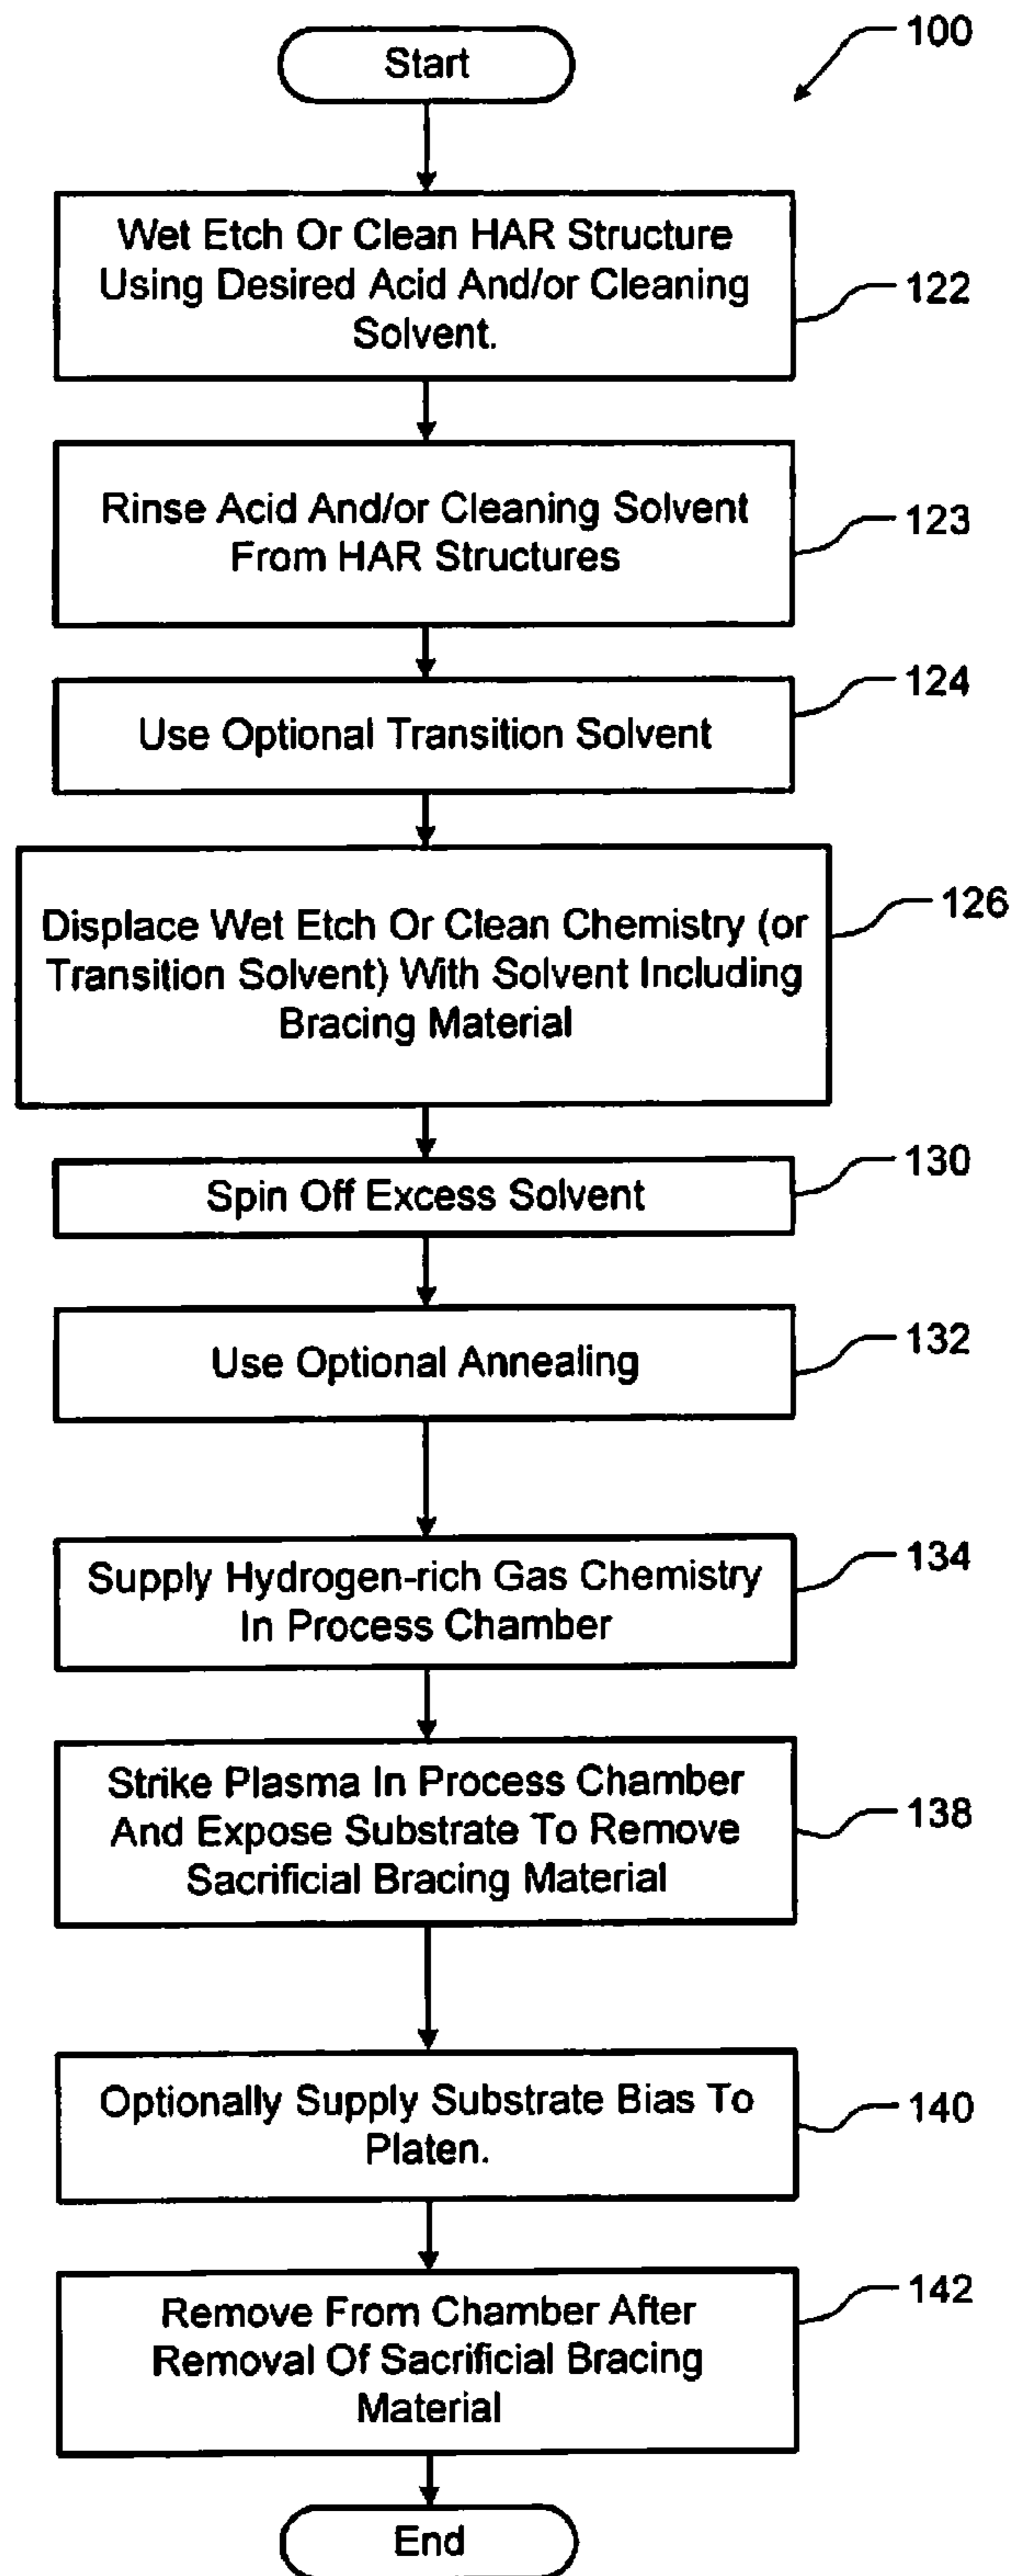 100
Start
Wet Etch Or Clean HAR Structure
Using Desired Acid And/or Cleaning
Solvent.
122
Rinse Acid And/or Cleaning Solvent
From HAR Structures
123
Use Optional Transition Solvent
124
Displace Wet Etch Or Clean Chemistry (or
Transition Solvent) With Solvent Including
Bracing Material
126
Spin Off Excess Solvent
130
Use Optional Annealing
132
Supply Hydrogen-rich Gas Chemistry
In Process Chamber
134
Strike Plasma In Process Chamber
And Expose Substrate To Remove
Sacrificial Bracing Material
138
Optionally Supply Substrate Bias To
Platen.
140
Remove From Chamber After
Removal Of Sacrificial Bracing
Material
142
End